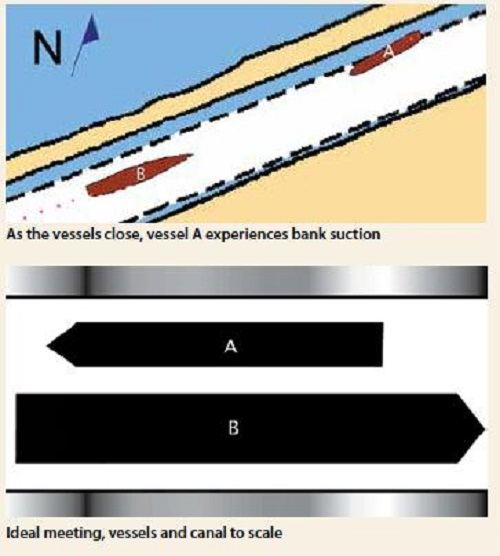 N
A
B
As the vessels close, vessel A experiences bank suction
A
B
Ideal meeting, vessels and canal to scale